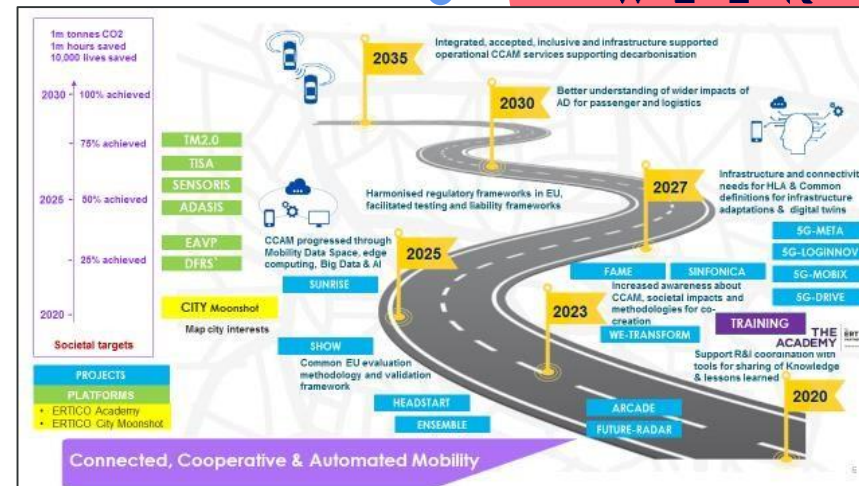 1m tonnes CO2
1m hours saved
10,000 lives saved
2030
100% achieved
75% achieved
2025
50% achieved
25% achieved
2020
Societal targets
TM2.0
TISA
SENSORIS
ADASIS
EAVP
DFRS`
CITY Moonshot
Map city interests
PROJECTS
PLATFORMS
• ERTICO Academy
• ERTICO City Moonshot
2035
Integrated, accepted, inclusive and infrastructure supported
operational CCAM services supporting decarbonisation
2030
Better understanding of wider impacts of
AD for passenger and logistics
2027
Infrastructure and connectivit
needs for HLA & Common
definitions for infrastructure
adaptations & digital twins
Harmonised regulatory frameworks in EU,
facilitated testing and liability frameworks
CCAM progressed through
Mobility Data Space, edge
computing, Big Data & AI
2025
SUNRISE
5G-META
5G-LOGINNOV
5G-MOBIX
5G-DRIVE
FAME
SINFONICA
Increased awareness about
CCAM, societal impacts and
methodologies for co-
creation
2023
WE-TRANSFORM
TRAINING
THE
ACADEMY
Support R&I coordination with
tools for sharing of Knowledge
& lessons learned
2020
SHOW
Common EU evaluation
methodology and validation
framework
HEADSTART
ENSEMBLE
ARCADE
FUTURE-RADAR
Connected, Cooperative & Automated Mobility
6